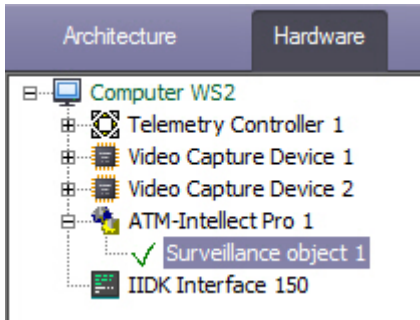 Architecture Hardware
Computer WS2
Telemetry Controller 1
Video Capture Device 1
Video Capture Device 2
ATM-Intellect Pro 1
Surveillance object 1
IIDK Interface 150